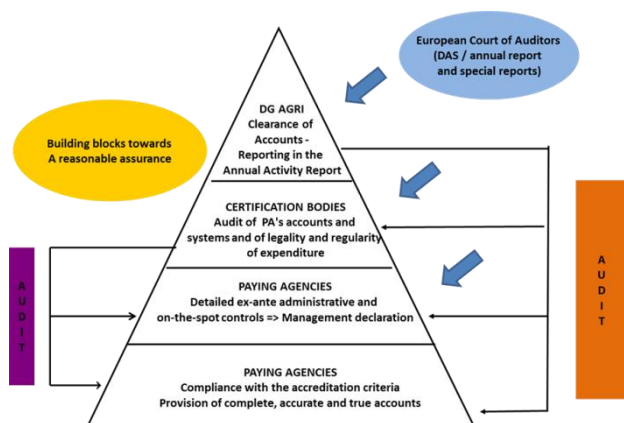 European Court of Auditors
(DAS / annual report
and special reports)
DG AGRI
Clearance of
Accounts -
Reporting in the
Annual Activity Report
Building blocks towards
A reasonable assurance
CERTIFICATION BODIES
Audit of PA's accounts and
systems and of legality and regularity
of expenditure
PAYING AGENCIES
Detailed ex-ante administrative and
on-the-spot controls => Management declaration
PAYING AGENCIES
Compliance with the accreditation criteria
Provision of complete, accurate and true accounts
A
U
D
I
T
A
U
D
I
T